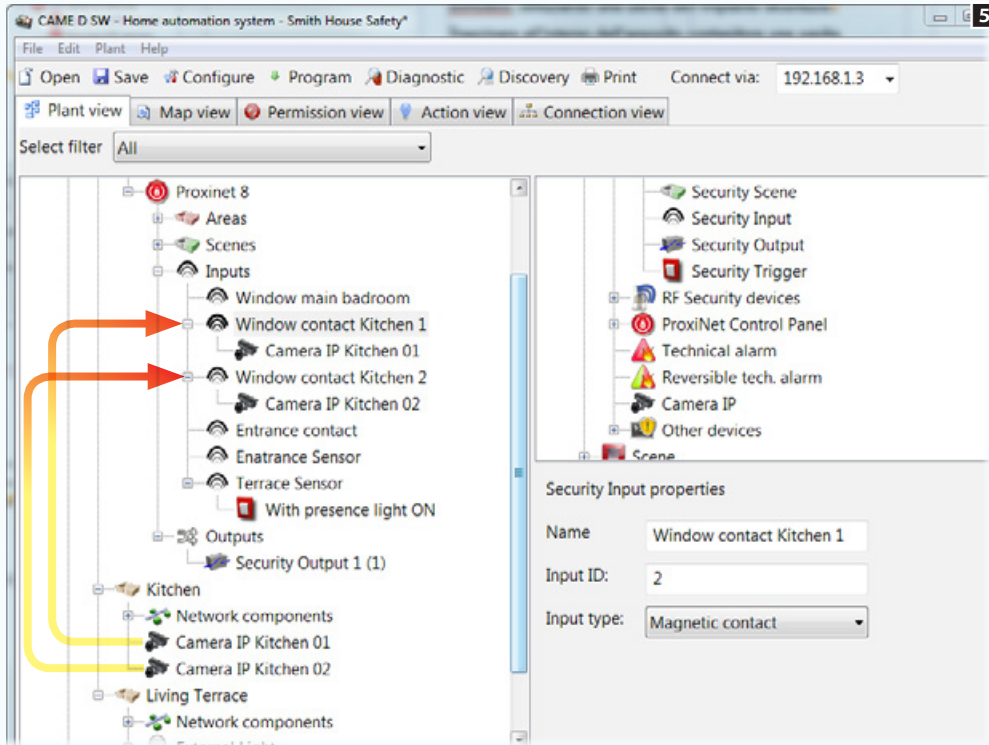 CAME D SW - Home automation system - Smith House Safety*
5
File Edit Plant Help
Open Save Configure Program Diagnostic Discovery Print Connect via: 192.168.1.3
Plant view Map view Permission view Action view Connection view
Select filter All
Proxinet 8
Areas
Scenes
Inputs
Window main badroom
Window contact Kitchen 1
Camera IP Kitchen 01
Window contact Kitchen 2
Camera IP Kitchen 02
Entrance contact
Enatrance Sensor
Terrace Sensor
With presence light ON
Outputs
Security Output 1 (1)
Kitchen
Network components
Camera IP Kitchen 01
Camera IP Kitchen 02
Living Terrace
Network components
External Light
Security Scene
Security Input
Security Output
Security Trigger
RF Security devices
ProxiNet Control Panel
Technical alarm
Reversible tech. alarm
Camera IP
Other devices
Scene
Security Input properties
Name Window contact Kitchen 1
Input ID: 2
Input type: Magnetic contact